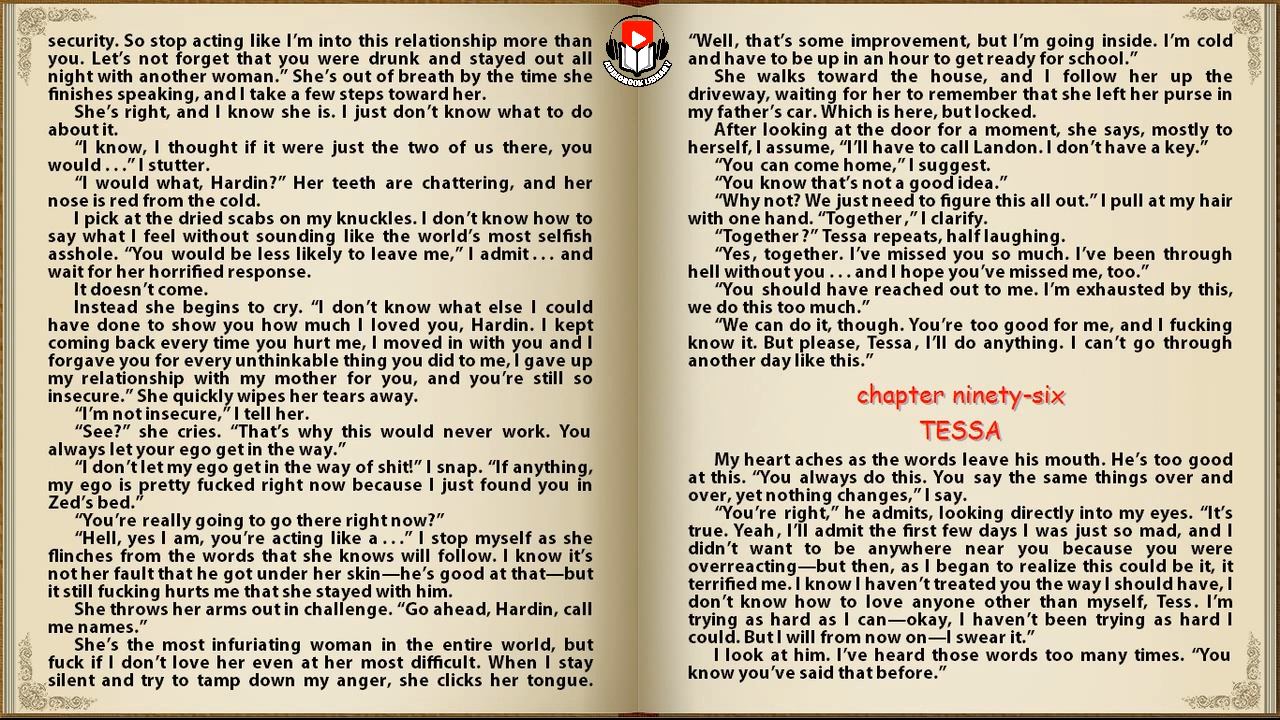 security. So stop acting like I’m into this relationship more than
you. Let’s not forget that you were drunk and stayed out all
night with another woman.” She’s out of breath by the time she
finishes speaking, and I take a few steps toward her.
She’s right, and I know she is. I just don’t know what to do
about it.
“I know, I thought if it were just the two of us there, you
would . . .” I stutter.
“I would what, Hardin?” Her teeth are chattering, and her
nose is red from the cold.
I pick at the dried scabs on my knuckles. I don’t know how to
say what I feel without sounding like the world’s most selfish
asshole. “You would be less likely to leave me,” I admit . . . and
wait for her horrified response.
It doesn’t come.
Instead she begins to cry. “I don’t know what else I could
have done to show you how much I loved you, Hardin. I kept
coming back every time you hurt me, I moved in with you and I
forgave you for every unthinkable thing you did to me, I gave up
my relationship with my mother for you, and you’re still so
insecure.” She quickly wipes her tears away.
“I’m not insecure,” I tell her.
“See?” she cries. “That’s why this would never work. You
always let your ego get in the way.”
“I don’t let my ego get in the way of shit!” I snap. “If anything,
my ego is pretty fucked right now because I just found you in
Zed’s bed.”
“You’re really going to go there right now?”
“Hell, yes I am, you’re acting like a . . .” I stop myself as she
flinches from the words that she knows will follow. I know it’s
not her fault that he got under her skin—he’s good at that—but
it still fucking hurts me that she stayed with him.
She throws her arms out in challenge. “Go ahead, Hardin, call
me names.”
She’s the most infuriating woman in the entire world, but
fuck if I don’t love her even at her most difficult. When I stay
silent and try to tamp down my anger, she clicks her tongue.
AUDIOBOOK LIBRARY
“Well, that’s some improvement, but I’m going inside. I’m cold
and have to be up in an hour to get ready for school.”
She walks toward the house, and I follow her up the
driveway, waiting for her to remember that she left her purse in
my father’s car. Which is here, but locked.
After looking at the door for a moment, she says, mostly to
herself, I assume, “I’ll have to call Landon. I don’t have a key.”
“You can come home,” I suggest.
“You know that’s not a good idea.”
“Why not? We just need to figure this all out.” I pull at my hair
with one hand. “Together,” I clarify.
“Together?” Tessa repeats, half laughing.
“Yes, together. I’ve missed you so much. I’ve been through
hell without you . . . and I hope you’ve missed me, too.”
“You should have reached out to me. I’m exhausted by this,
we do this too much.”
“We can do it, though. You’re too good for me, and I fucking
know it. But please, Tessa, I’ll do anything. I can’t go through
another day like this.”
chapter ninety-six
TESSA
My heart aches as the words leave his mouth. He’s too good
at this. “You always do this. You say the same things over and
over, yet nothing changes,” I say.
“You’re right,” he admits, looking directly into my eyes. “It’s
true. Yeah, I’ll admit the first few days I was just so mad, and I
didn’t want to be anywhere near you because you were
overreacting—but then, as I began to realize this could be it, it
terrified me. I know I haven’t treated you the way I should have, I
don’t know how to love anyone other than myself, Tess. I’m
trying as hard as I can—okay, I haven’t been trying as hard I
could. But I will from now on—I swear it.”
I look at him. I’ve heard those words too many times. “You
know you’ve said that before.”